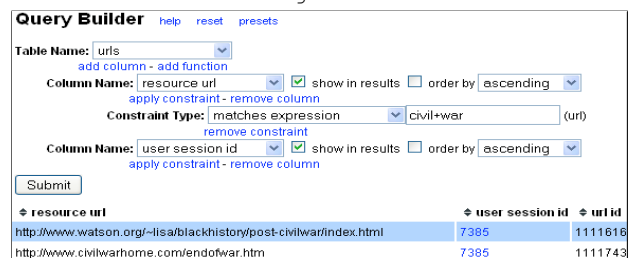 Query Builder help reset presets
Table Name: urls
add column - add function
Column Name: resource url show in results order by ascending
apply constraint - remove column
Constraint Type: matches expression civil+war (url)
remove constraint
Column Name: user session id show in results order by ascending
apply constraint - remove column
Submit
resource url user session id url id
http://www.watson.org/~lisa/blackhistory/post-civilwar/index.html 7385 1111616
http://www.civilwarhome.com/endofwar.htm 7385 1111743